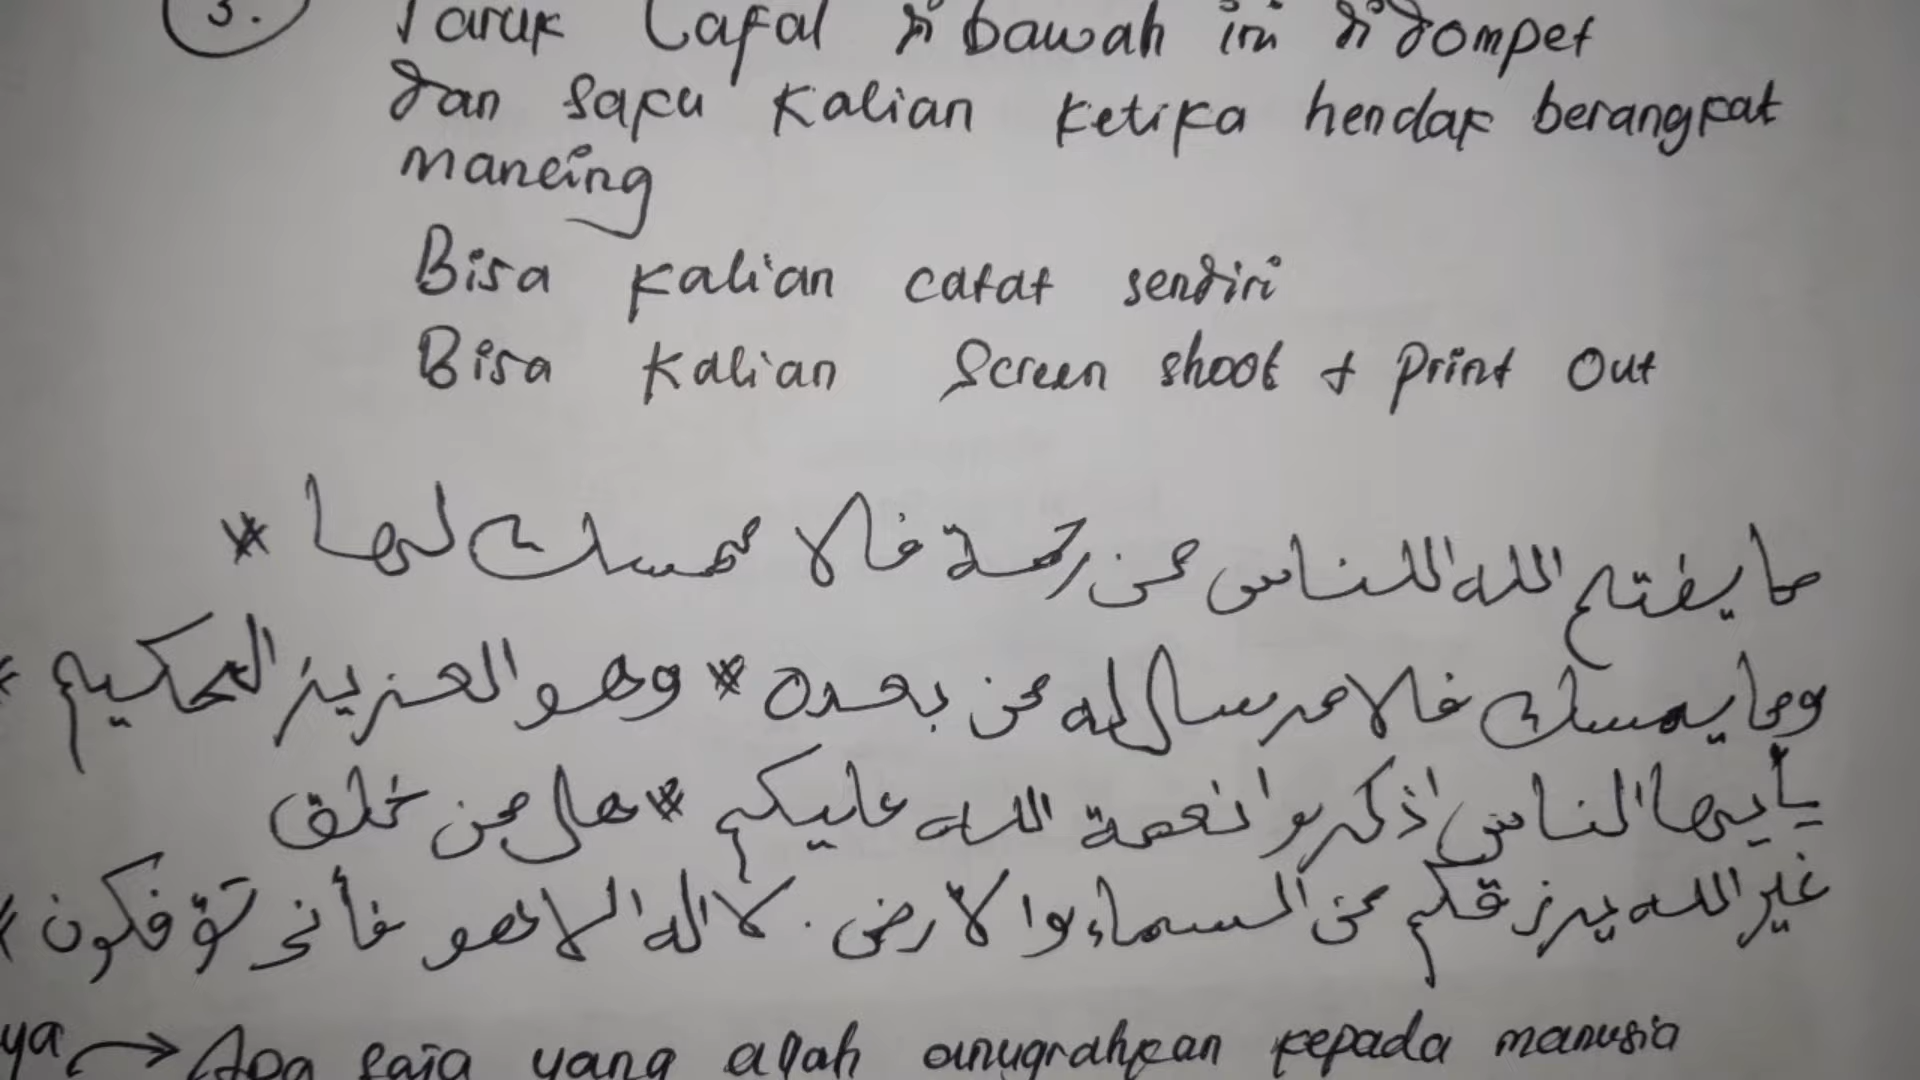 3. Taruk Lafal di bawah ini di dompet
dan saku kalian ketika hendak berangkat
mancing
Bisa kalian catat sendiri
Bisa kalian Screen shoot + print out
ما يفتح الله للناس من رحمة فلا ممسك لها *
وما يمسك فلا مرسل له من بعده * وهو العزيز الحكيم *
يأيها الناس اذكروا نعمة الله عليكم * هل من خلق
غير الله يرزقكم من السماء والارض . لا اله الا هو فأنى تؤفكون *
ya → Apa saja yang allah anugrahkan kepada manusia